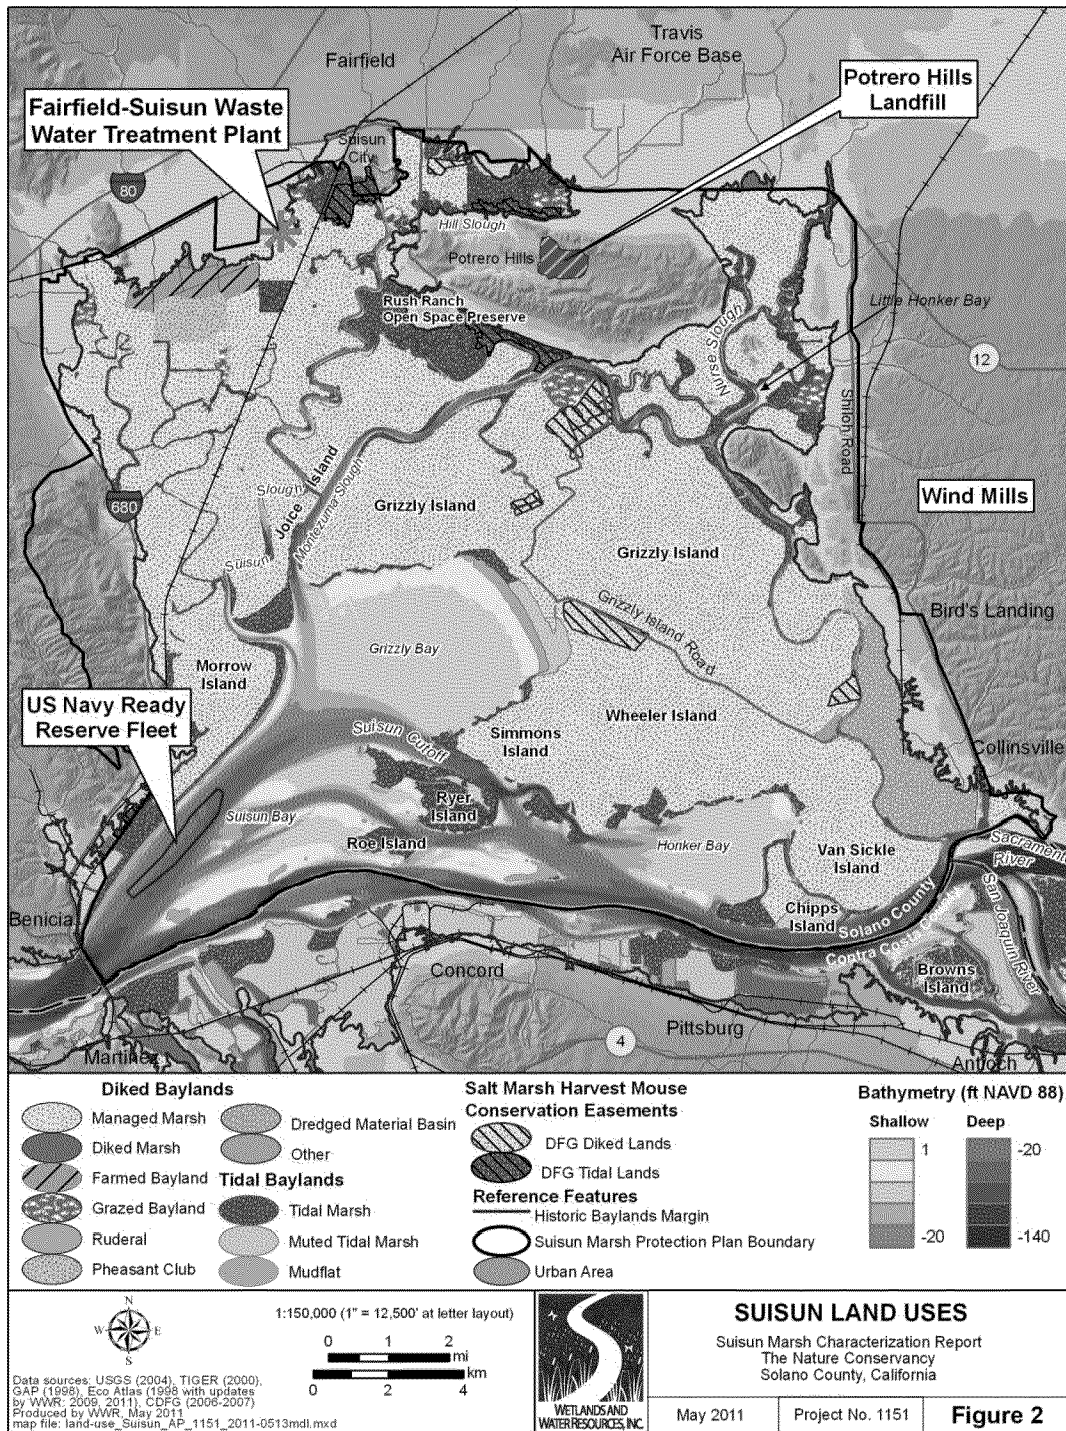 Fairfield
Travis
Air Force Base
Potrero Hills
Landfill
Fairfield-Suisun Waste
Water Treatment Plant
Suisun
City
80
Hill Slough
Potrero Hills
Rush Ranch
Open Space Preserve
Nurse Slough
Little Honker Bay
12
Shiloh Road
680
Suisun Slough
Joice Island
Montezuma Slough
Grizzly Island
Wind Mills
Grizzly Island
Grizzly Island Road
Bird's Landing
Grizzly Bay
Morrow
Island
US Navy Ready
Reserve Fleet
Wheeler Island
Simmons
Island
Suisun Cutoff
Collinsville
Ryer
Island
Suisun Bay
Roe Island
Honker Bay
Van Sickle
Island
Sacramento
River
San Joaquin River
Chipps
Island
Solano County
Contra Costa County
Benicia
Browns
Island
Concord
Pittsburg
4
Martinez
Antioch
Diked Baylands
Managed Marsh
Diked Marsh
Farmed Bayland
Grazed Bayland
Ruderal
Pheasant Club
Dredged Material Basin
Other
Tidal Baylands
Tidal Marsh
Muted Tidal Marsh
Mudflat
Salt Marsh Harvest Mouse
Conservation Easements
DFG Diked Lands
DFG Tidal Lands
Reference Features
Historic Baylands Margin
Suisun Marsh Protection Plan Boundary
Urban Area
Bathymetry (ft NAVD 88)
Shallow Deep
1 -20
-20 -140
N
W E
S
1:150,000 (1" = 12,500' at letter layout)
0 1 2
mi
km
0 2 4
Data sources: USGS (2004), TIGER (2000),
GAP (1998), Eco Atlas (1998 with updates
by WWR: 2009, 2011), CDFG (2006-2007)
Produced by WWR, May 2011
map file: land-use_Suisun_AP_1151_2011-0513mdl.mxd
WETLANDS AND
WATER RESOURCES, INC.
SUISUN LAND USES
Suisun Marsh Characterization Report
The Nature Conservancy
Solano County, California
May 2011
Project No. 1151
Figure 2